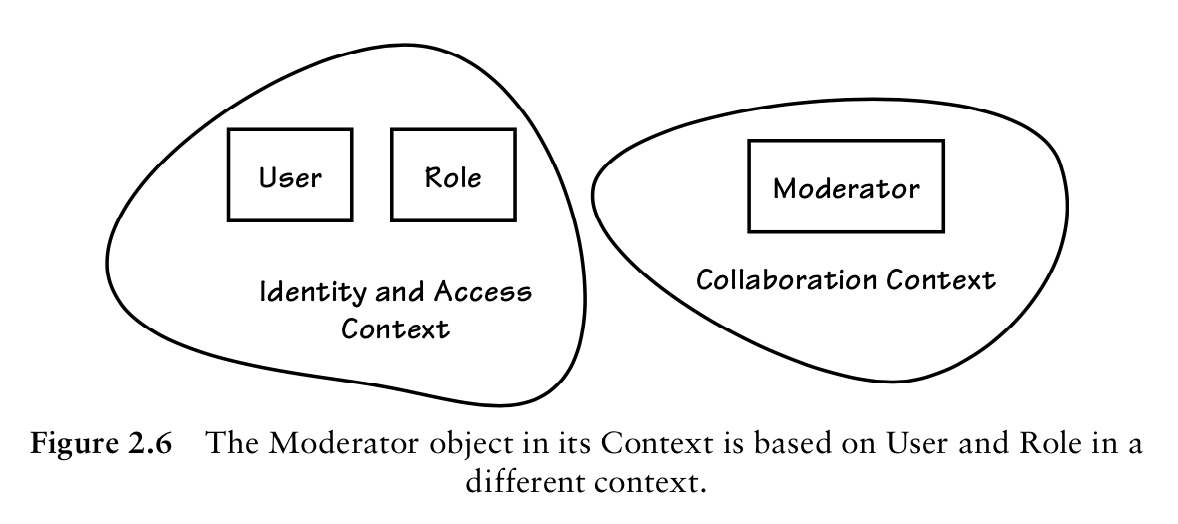 User
Role
Moderator
Identity and Access
Context
Collaboration Context
Figure 2.6 The Moderator object in its Context is based on User and Role in a
different context.